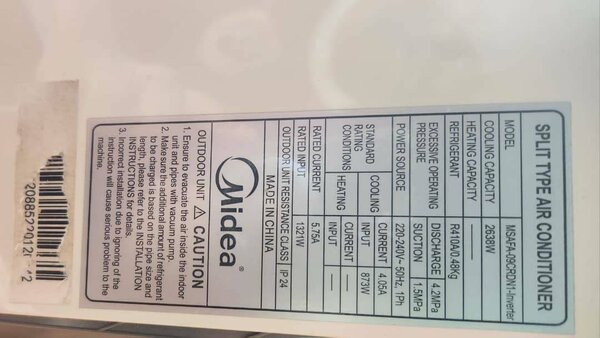 SPLIT TYPE AIR CONDITIONER
MODEL MSAFA-09CRDN1-Inverter
COOLING CAPACITY 2638W
HEATING CAPACITY —
REFRIGERANT R410A/0.48Kg
EXCESSIVE OPERATING PRESSURE DISCHARGE 4.2MPa
SUCTION 1.5MPa
POWER SOURCE 220-240V~ 50Hz, 1Ph
STANDARD RATING CONDITIONS COOLING CURRENT 4.05A
INPUT 873W
HEATING CURRENT —
INPUT —
RATED CURRENT 5.75A
RATED INPUT 1321W
OUTDOOR UNIT RESISTANCE CLASS IP 24
MADE IN CHINA
Midea®
OUTDOOR UNIT ⚠ CAUTION
1. Ensure to evacuate the air inside the indoor
unit and pipes with vacuum pump.
2. Make sure the additional amount of refrigerant
to be charged is based on the pipe size and
length, please refer to the INSTALLATION
INSTRUCTIONS for details.
3. Incorrect installation due to ignoring of the
instruction will cause serious problem to the
machine.